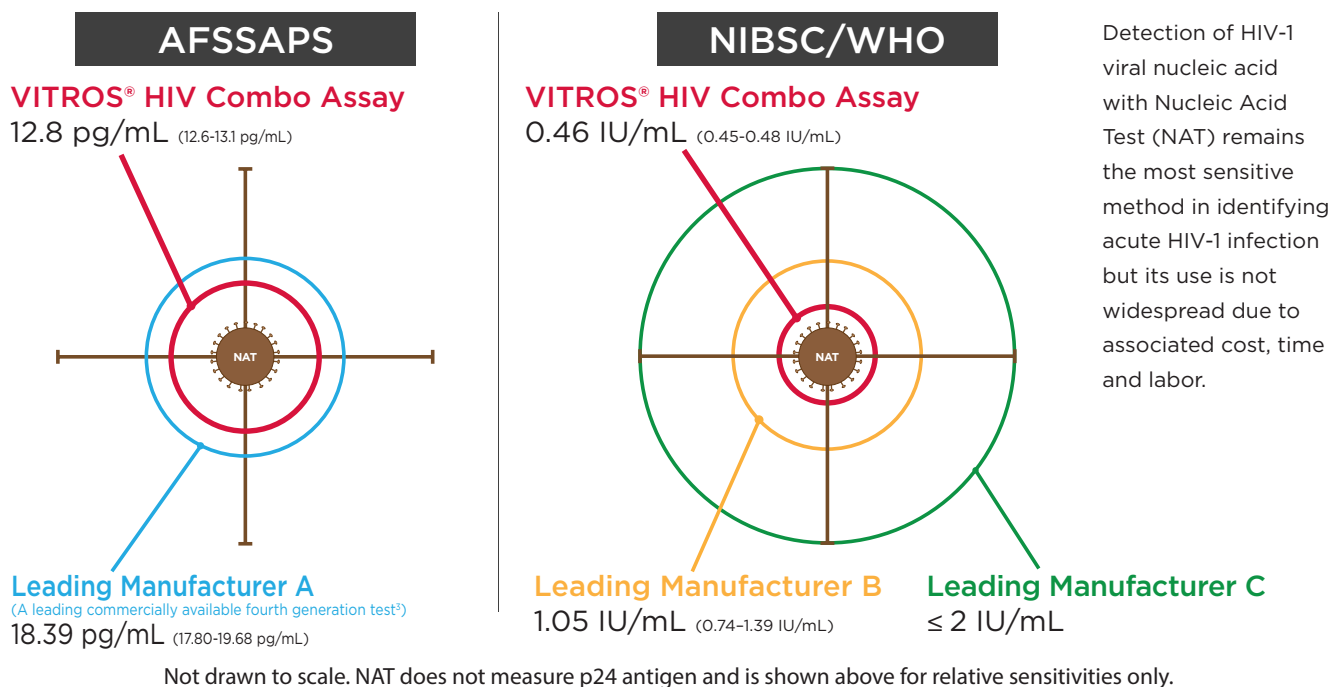 AFSSAPS
VITROS® HIV Combo Assay
12.8 pg/mL (12.6-13.1 pg/mL)
NAT
Leading Manufacturer A
(A leading commercially available fourth generation test³)
18.39 pg/mL (17.80-19.68 pg/mL)
NIBSC/WHO
VITROS® HIV Combo Assay
0.46 IU/mL (0.45-0.48 IU/mL)
NAT
Leading Manufacturer B
1.05 IU/mL (0.74–1.39 IU/mL)
Leading Manufacturer C
≤ 2 IU/mL
Detection of HIV-1
viral nucleic acid
with Nucleic Acid
Test (NAT) remains
the most sensitive
method in identifying
acute HIV-1 infection
but its use is not
widespread due to
associated cost, time
and labor.
Not drawn to scale. NAT does not measure p24 antigen and is shown above for relative sensitivities only.